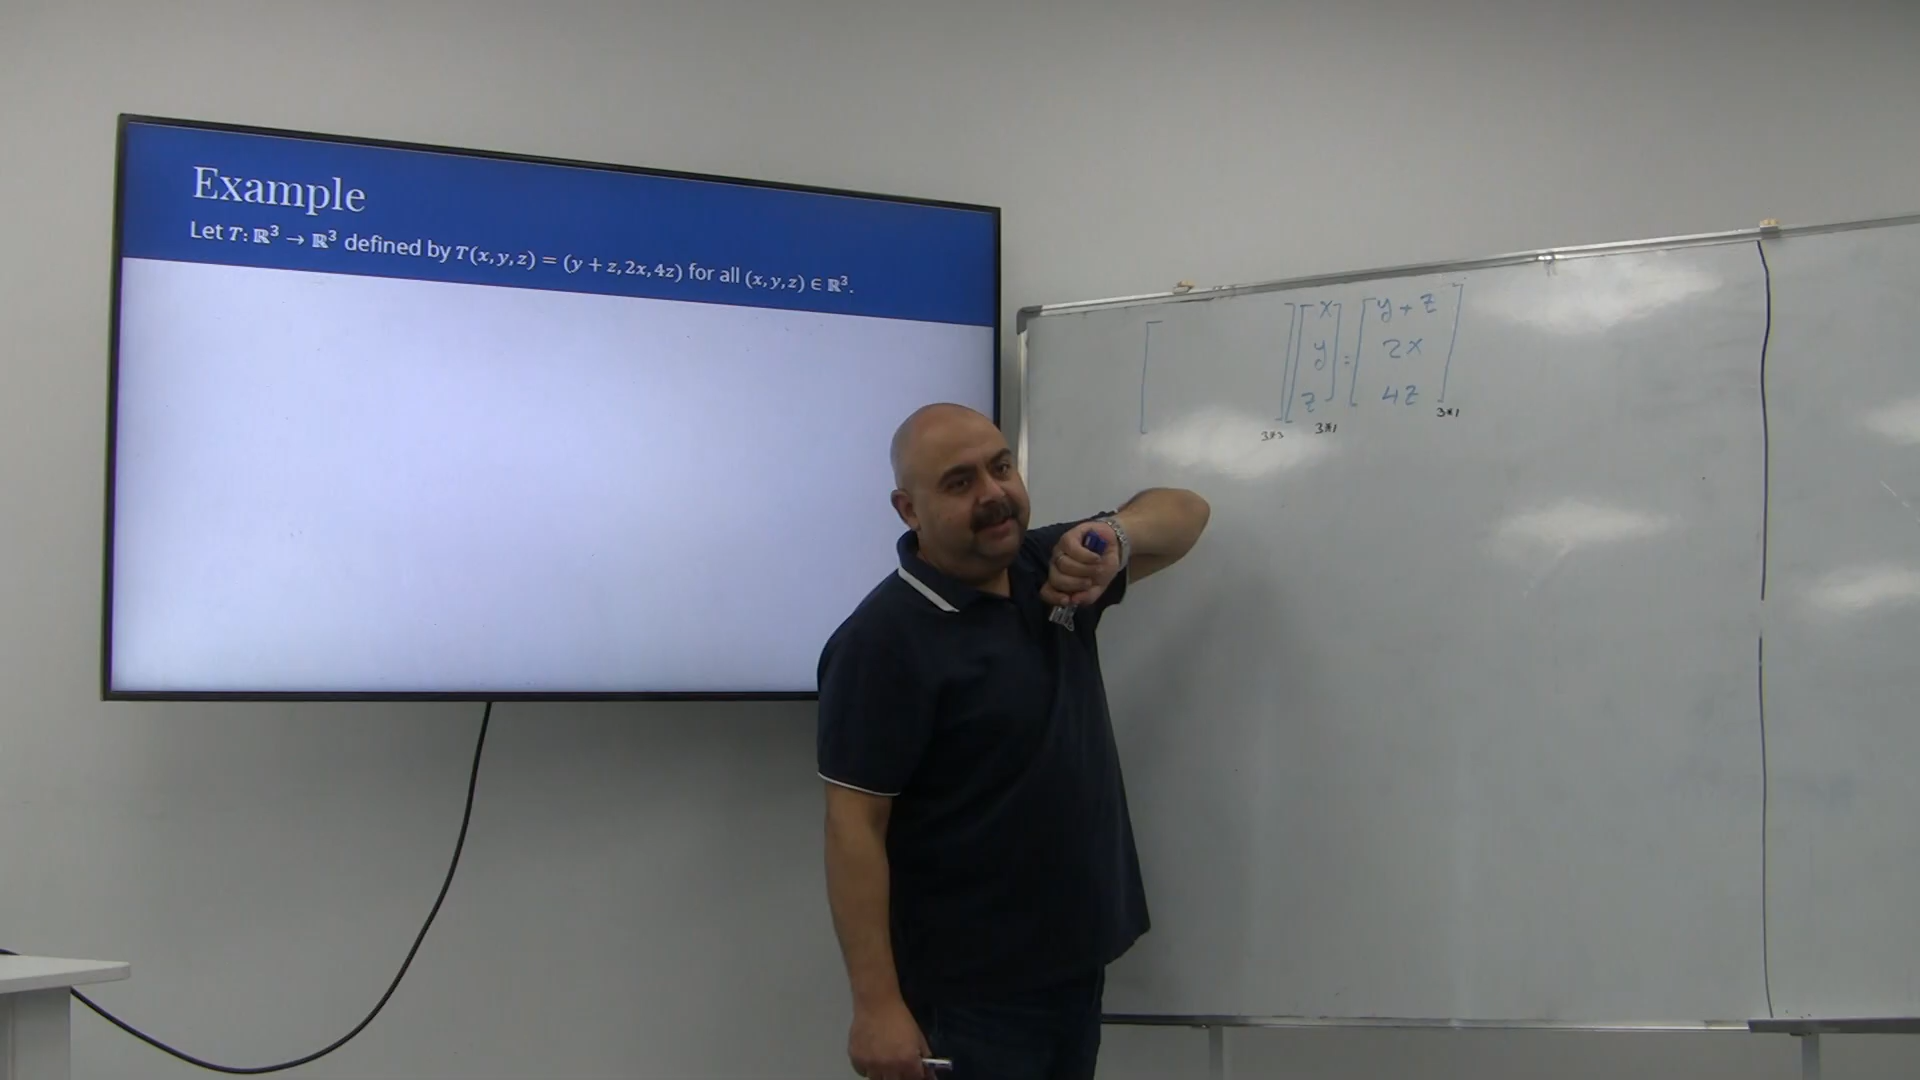 Example
Let T: ℝ³ → ℝ³ defined by T(x, y, z) = (y + z, 2x, 4z) for all (x, y, z) ∈ ℝ³.
[ ] [ x y z ] = [ y + z 2x 4z ]
3*3 3*1 3*1